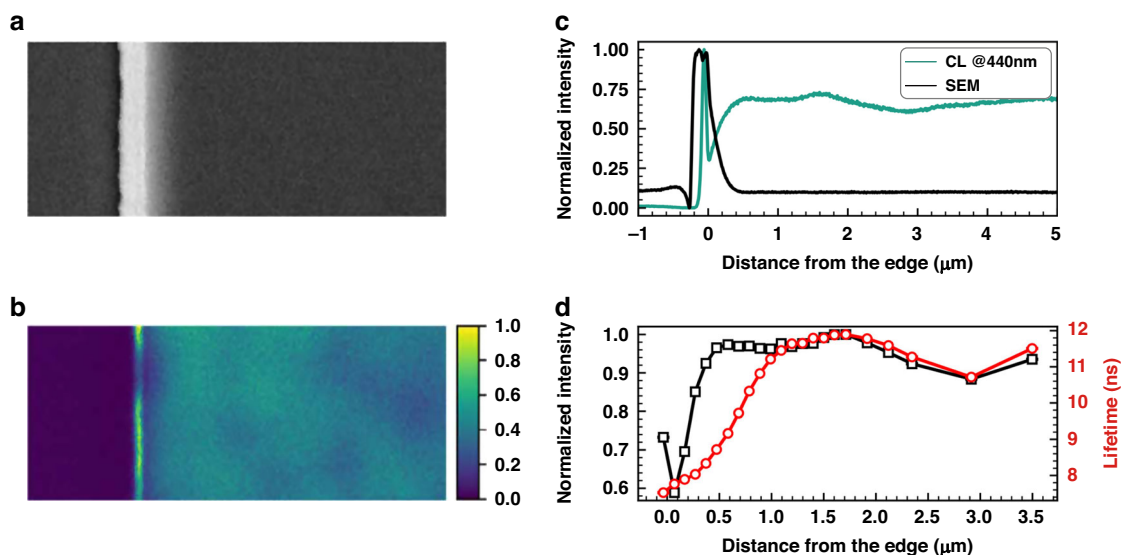 a
b
1.0
0.8
0.6
0.4
0.2
0.0
c
Normalized intensity
1.00
0.75
0.50
0.25
0.00
CL @440nm
SEM
–1 0 1 2 3 4 5
Distance from the edge (μm)
d
Normalized intensity
1.0
0.9
0.8
0.7
0.6
12
11
10
9
8
Lifetime (ns)
0.0 0.5 1.0 1.5 2.0 2.5 3.0 3.5
Distance from the edge (μm)